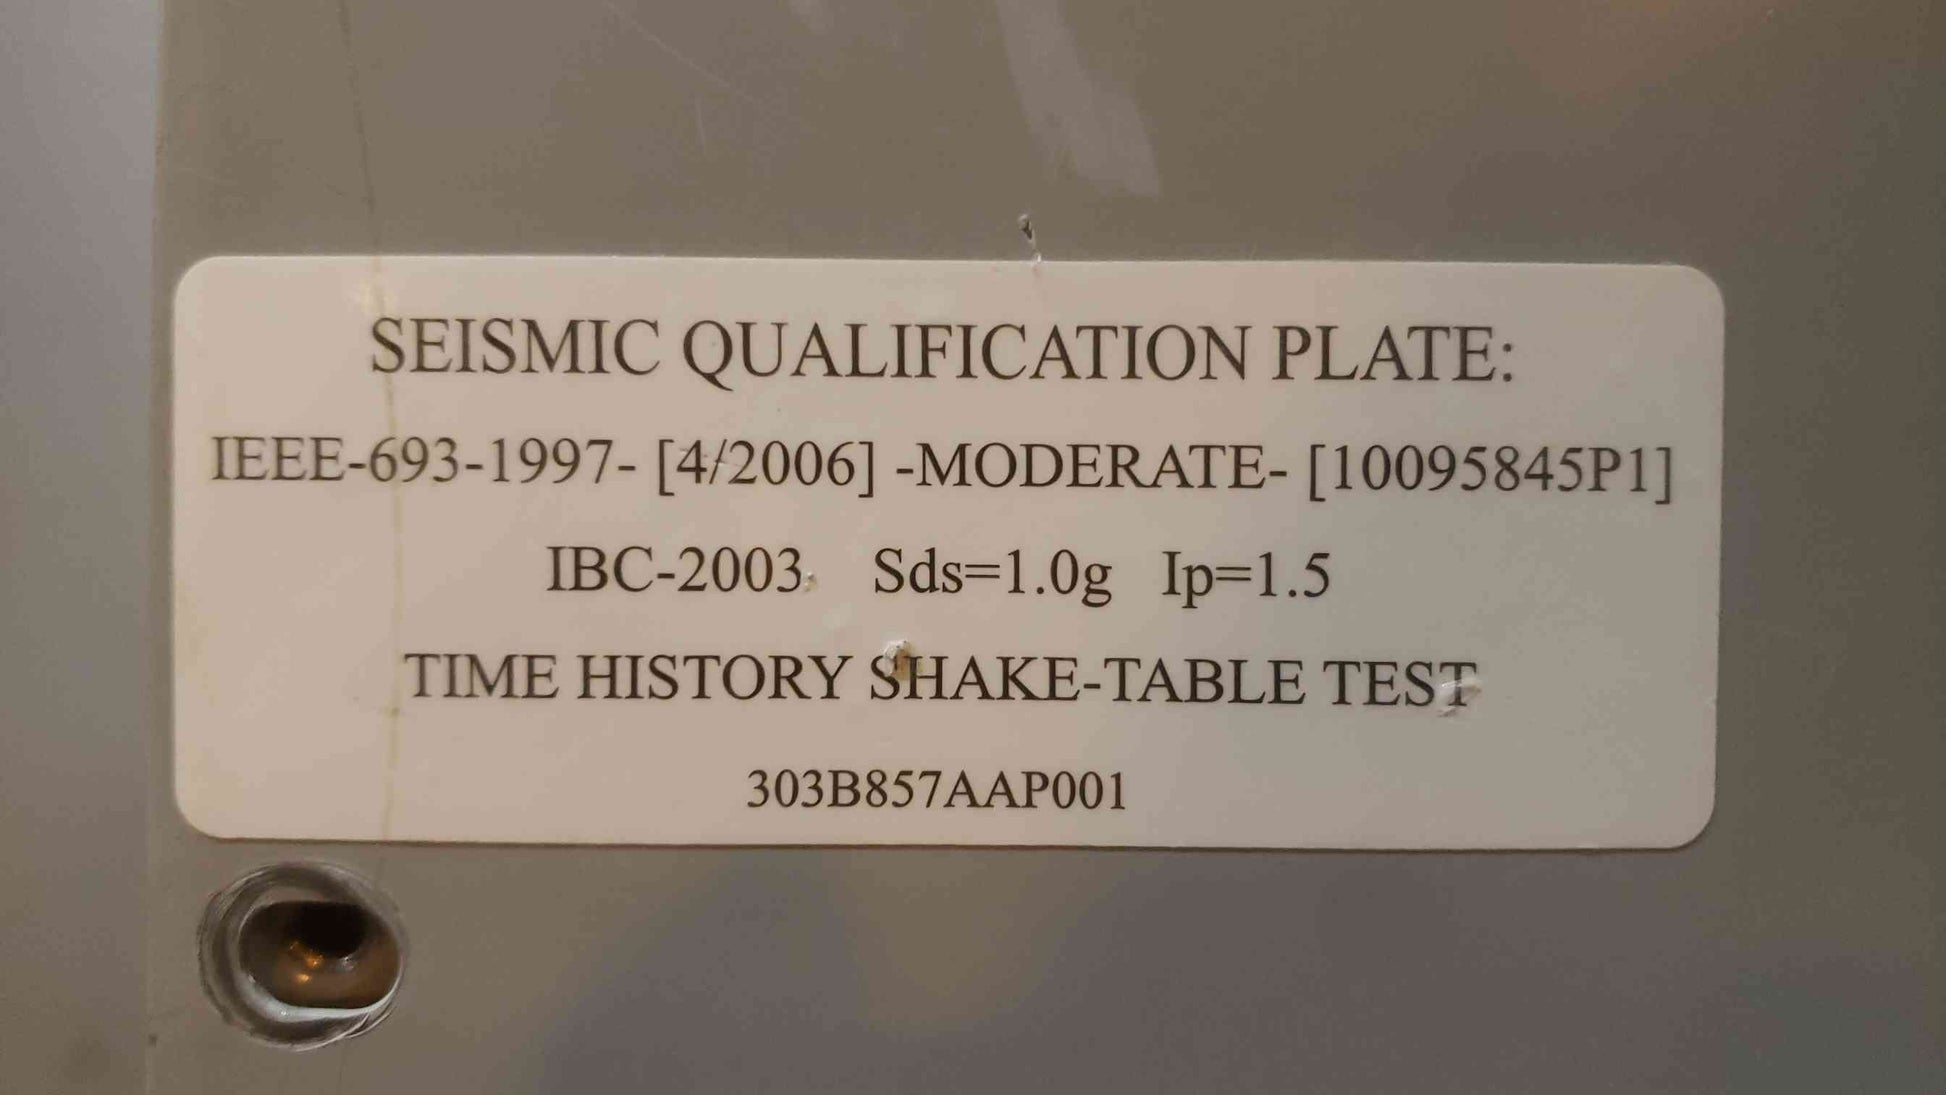 SEISMIC QUALIFICATION PLATE:
IEEE-693-1997- [4/2006] -MODERATE- [10095845P1]
IBC-2003 Sds=1.0g Ip=1.5
TIME HISTORY SHAKE-TABLE TEST
303B857AAP001